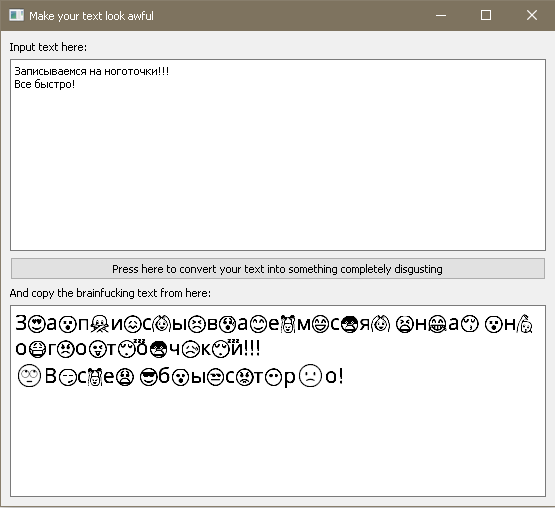 Make your text look awful
Input text here:
Записываемся на ноготочки!!!
Все быстро!
Press here to convert your text into something completely disgusting
And copy the brainfucking text from here:
З😎а😮п🙅и😖с👌ы😣в😰а😊е👯м😅с😭я👌 😫н😂а😚 😮н💪
о😷г😠о😜т😴о😭ч😥к😴и!!!
🙄В😏с👯е😩 😎б😮ы😒с😡т😶р🙁о!